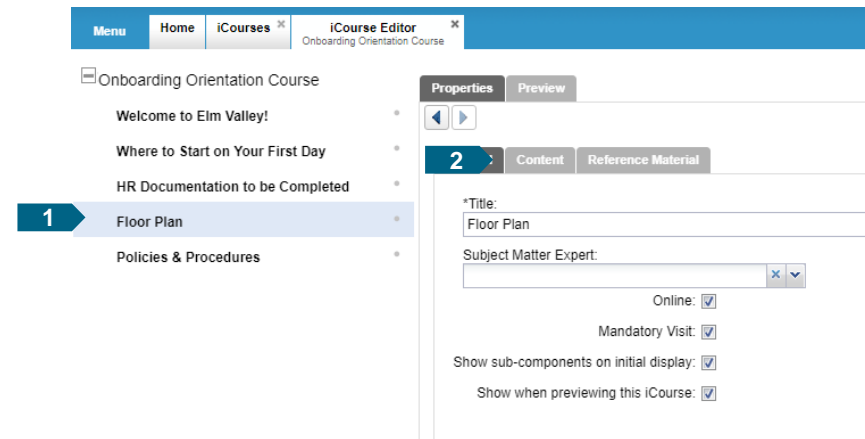 Menu
Home
iCourses
iCourse Editor
Onboarding Orientation Course
Onboarding Orientation Course
Welcome to Elm Valley!
Where to Start on Your First Day
HR Documentation to be Completed
1
Floor Plan
Policies & Procedures
Properties
Preview
2
Content
Reference Material
*Title:
Floor Plan
Subject Matter Expert:
Online:
Mandatory Visit:
Show sub-components on initial display:
Show when previewing this iCourse: